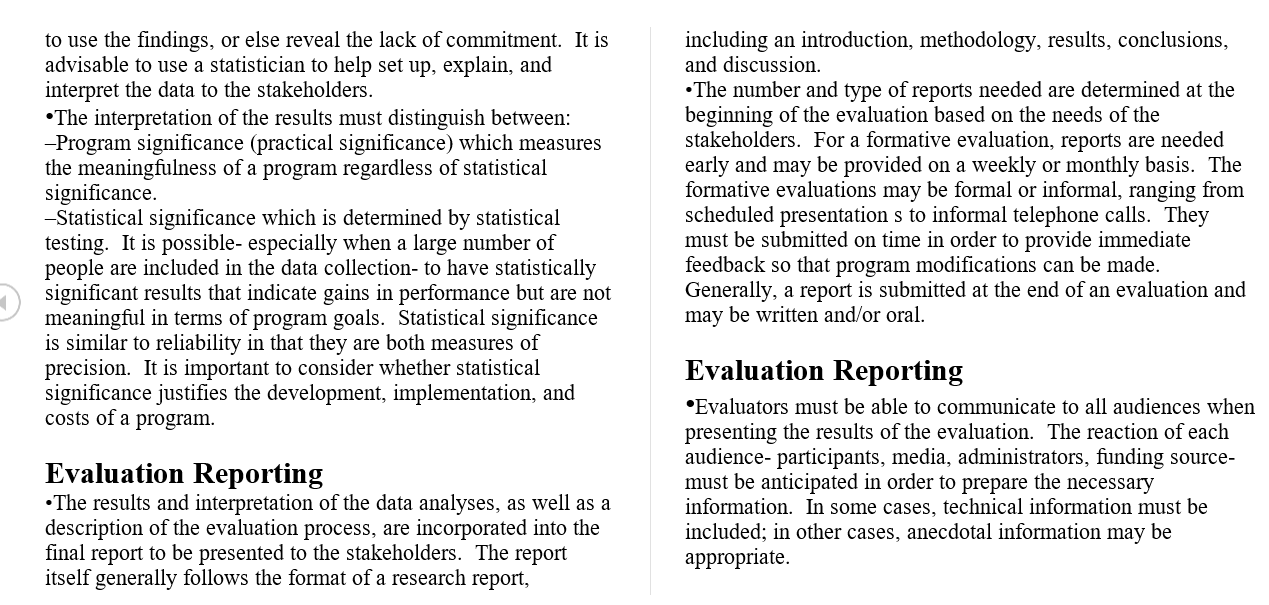 to use the findings, or else reveal the lack of commitment.  It is
advisable to use a statistician to help set up, explain, and
interpret the data to the stakeholders.
•The interpretation of the results must distinguish between:
–Program significance (practical significance) which measures
the meaningfulness of a program regardless of statistical
significance.
–Statistical significance which is determined by statistical
testing.  It is possible- especially when a large number of
people are included in the data collection- to have statistically
significant results that indicate gains in performance but are not
meaningful in terms of program goals.  Statistical significance
is similar to reliability in that they are both measures of
precision.  It is important to consider whether statistical
significance justifies the development, implementation, and
costs of a program.
Evaluation Reporting
•The results and interpretation of the data analyses, as well as a
description of the evaluation process, are incorporated into the
final report to be presented to the stakeholders.  The report
itself generally follows the format of a research report,
including an introduction, methodology, results, conclusions,
and discussion.
•The number and type of reports needed are determined at the
beginning of the evaluation based on the needs of the
stakeholders.  For a formative evaluation, reports are needed
early and may be provided on a weekly or monthly basis.  The
formative evaluations may be formal or informal, ranging from
scheduled presentation s to informal telephone calls.  They
must be submitted on time in order to provide immediate
feedback so that program modifications can be made.
Generally, a report is submitted at the end of an evaluation and
may be written and/or oral.
Evaluation Reporting
•Evaluators must be able to communicate to all audiences when
presenting the results of the evaluation.  The reaction of each
audience- participants, media, administrators, funding source-
must be anticipated in order to prepare the necessary
information.  In some cases, technical information must be
included; in other cases, anecdotal information may be
appropriate.